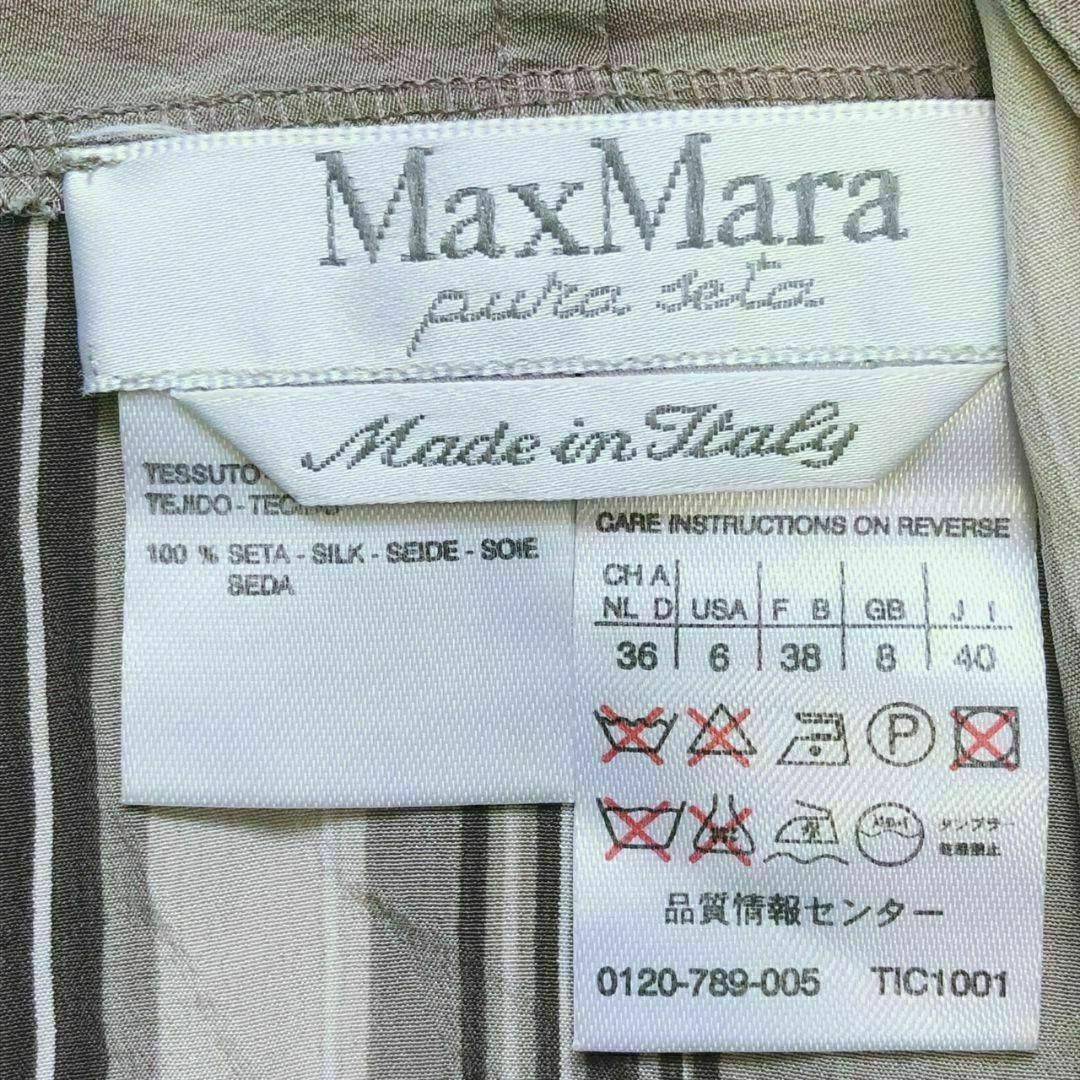 MaxMara
pura seta
Made in Italy
TESSUTO
TEJIDO -
100 % SETA - SILK - SEIDE - SOIE
SEDA
CARE INSTRUCTIONS ON REVERSE
CH A
NL D USA F B GB J I
36 6 38 8 40
P
タンブラー
乾燥禁止
品質情報センター
0120-789-005 TIC1001